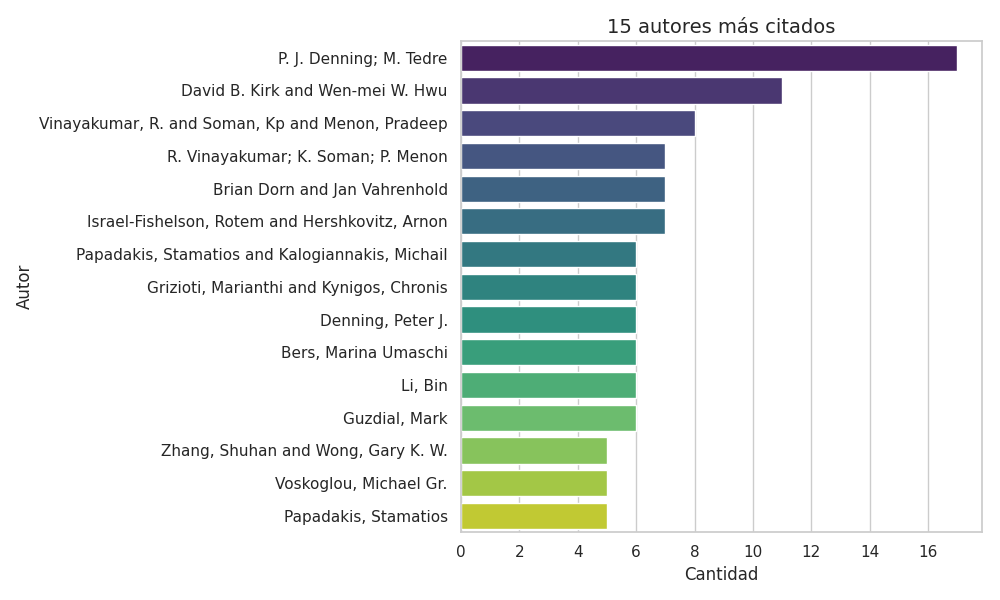 15 autores más citados
P. J. Denning; M. Tedre
David B. Kirk and Wen-mei W. Hwu
Vinayakumar, R. and Soman, Kp and Menon, Pradeep
R. Vinayakumar; K. Soman; P. Menon
Brian Dorn and Jan Vahrenhold
Israel-Fishelson, Rotem and Hershkovitz, Arnon
Papadakis, Stamatios and Kalogiannakis, Michail
Grizioti, Marianthi and Kynigos, Chronis
Denning, Peter J.
Bers, Marina Umaschi
Li, Bin
Guzdial, Mark
Zhang, Shuhan and Wong, Gary K. W.
Voskoglou, Michael Gr.
Papadakis, Stamatios
Autor
0 2 4 6 8 10 12 14 16
Cantidad